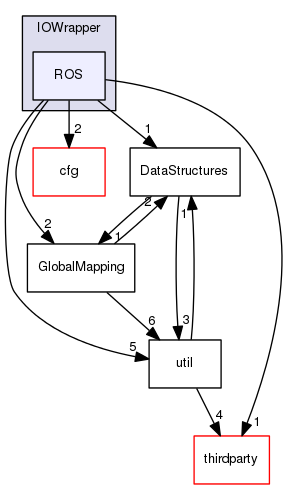 IOWrapper
ROS
2
1
cfg
DataStructures
2
2
1
1
GlobalMapping
6
3
5
util
4
1
thirdparty